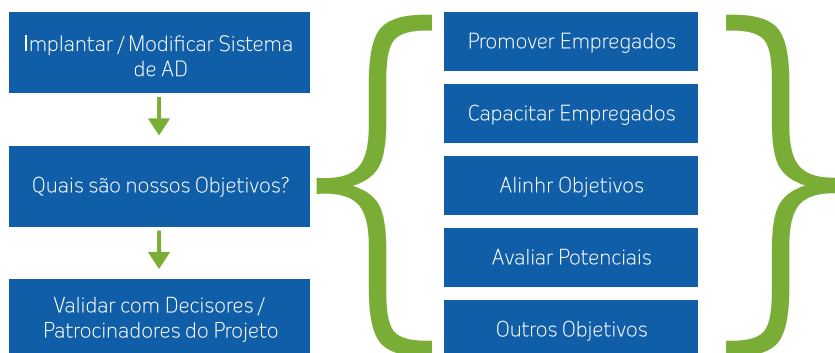 Implantar / Modificar Sistema
de AD
Quais são nossos Objetivos?
Validar com Decisores /
Patrocinadores do Projeto
Promover Empregados
Capacitar Empregados
Alinhr Objetivos
Avaliar Potenciais
Outros Objetivos